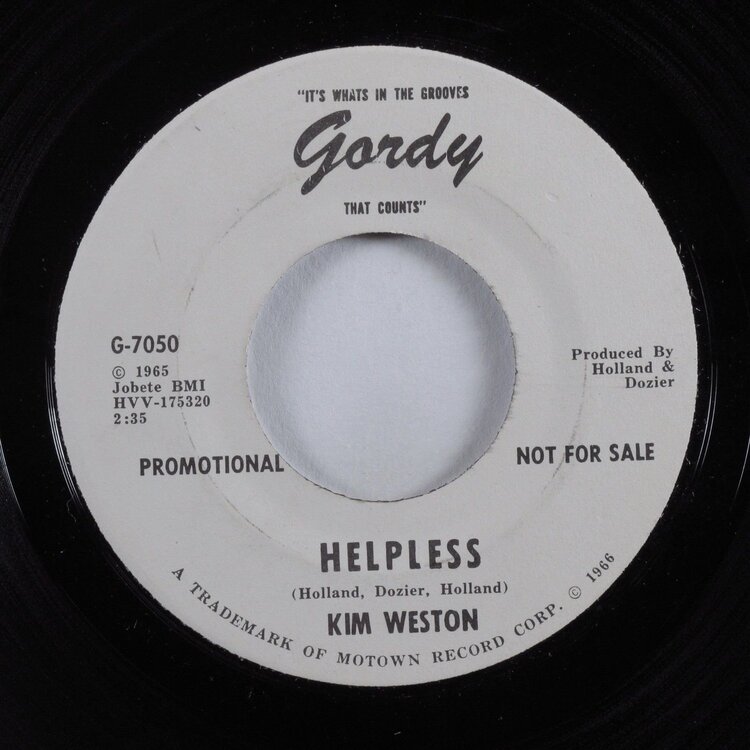 "IT'S WHATS IN THE GROOVES
Gordy
THAT COUNTS"
G-7050
© 1965
Jobete BMI
HVV-175320
2:35
Produced By
Holland &
Dozier
PROMOTIONAL
NOT FOR SALE
HELPLESS
(Holland, Dozier, Holland)
KIM WESTON
A TRADEMARK OF MOTOWN RECORD CORP. © 1966